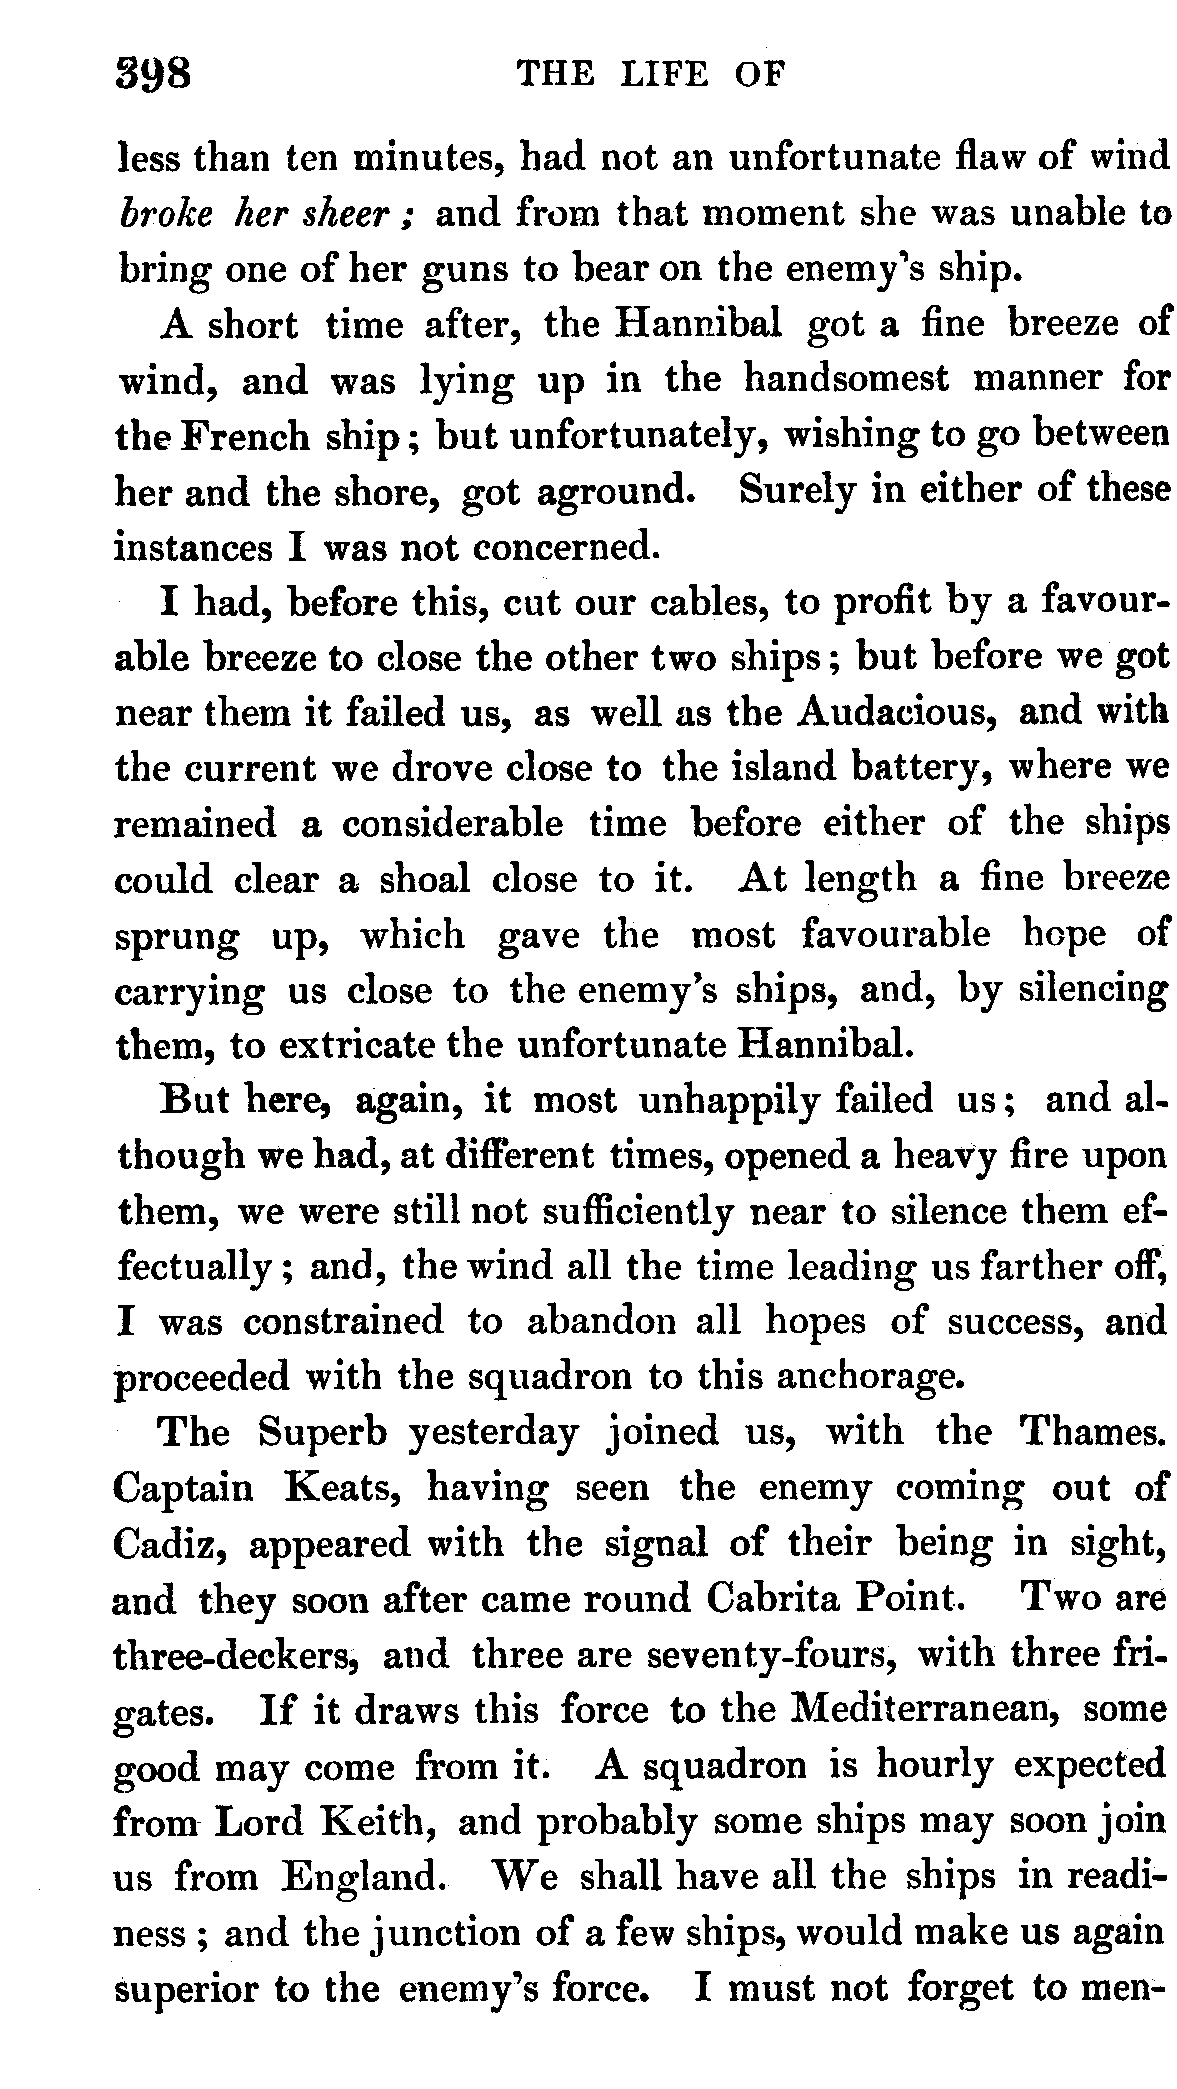 398 THE LIFE OF
less than ten minutes, had not an unfortunate flaw of wind
broke her sheer ; and from that moment she was unable to
bring one of her guns to bear on the enemy's ship.
A short time after, the Hannibal got a fine breeze of
wind, and was lying up in the handsomest manner for
the French ship ; but unfortunately, wishing to go between
her and the shore, got aground. Surely in either of these
instances I was not concerned.
I had, before this, cut our cables, to profit by a favour-
able breeze to close the other two ships ; but before we got
near them it failed us, as well as the Audacious, and with
the current we drove close to the island battery, where we
remained a considerable time before either of the ships
could clear a shoal close to it. At length a fine breeze
sprung up, which gave the most favourable hope of
carrying us close to the enemy's ships, and, by silencing
them, to extricate the unfortunate Hannibal.
But here, again, it most unhappily failed us ; and al-
though we had, at different times, opened a heavy fire upon
them, we were still not sufficiently near to silence them ef-
fectually ; and, the wind all the time leading us farther off,
I was constrained to abandon all hopes of success, and
proceeded with the squadron to this anchorage.
The Superb yesterday joined us, with the Thames.
Captain Keats, having seen the enemy coming out of
Cadiz, appeared with the signal of their being in sight,
and they soon after came round Cabrita Point. Two are
three-deckers, and three are seventy-fours, with three fri-
gates. If it draws this force to the Mediterranean, some
good may come from it. A squadron is hourly expected
from Lord Keith, and probably some ships may soon join
us from England. We shall have all the ships in readi-
ness ; and the junction of a few ships, would make us again
superior to the enemy's force. I must not forget to men-